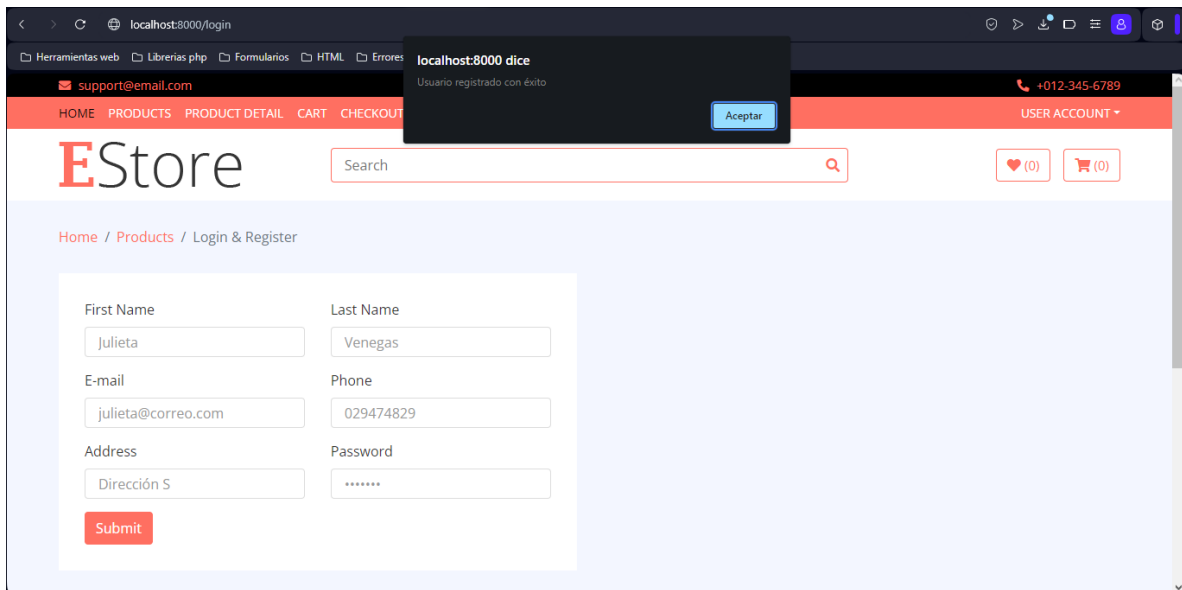 localhost:8000/login
Herramientas web Librerias php Formularios HTML Errores
localhost:8000 dice
Usuario registrado con éxito
Aceptar
support@email.com +012-345-6789
HOME PRODUCTS PRODUCT DETAIL CART CHECKOUT USER ACCOUNT
EStore Search (0) (0)
Home / Products / Login & Register
First Name Last Name
Julieta Venegas
E-mail Phone
julieta@correo.com 029474829
Address Password
Dirección S •••••••
Submit